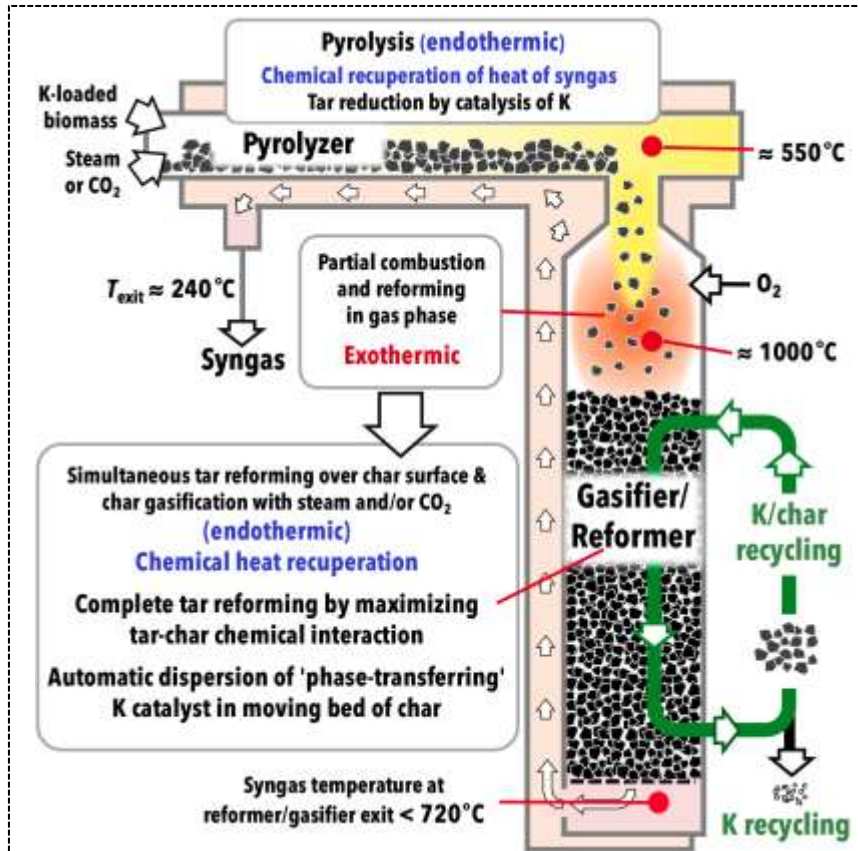 Pyrolysis (endothermic)
Chemical recuperation of heat of syngas
Tar reduction by catalysis of K
K-loaded
biomass
Steam
or CO₂
Pyrolyzer
≈ 550°C
Partial combustion
and reforming
in gas phase
Exothermic
O₂
≈ 1000°C
T_exit ≈ 240°C
Syngas
Simultaneous tar reforming over char surface &
char gasification with steam and/or CO₂
(endothermic)
Chemical heat recuperation
Complete tar reforming by maximizing
tar-char chemical interaction
Automatic dispersion of 'phase-transferring'
K catalyst in moving bed of char
Gasifier/
Reformer
K/char
recycling
Syngas temperature at
reformer/gasifier exit < 720°C
K recycling